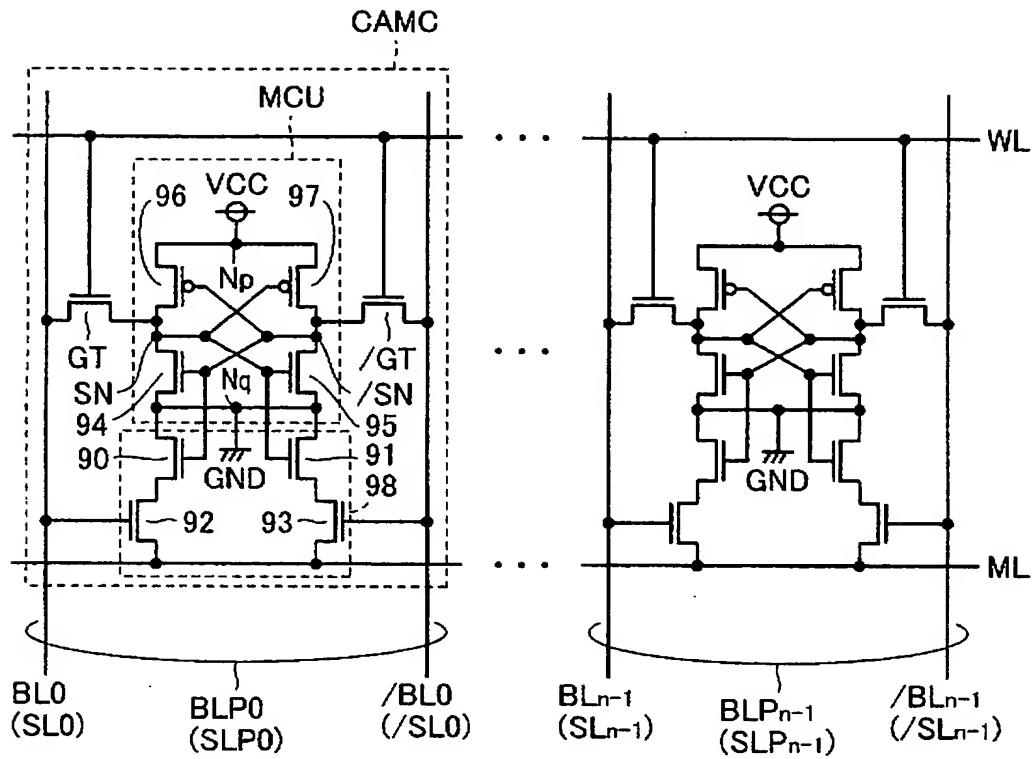 CAMC
MCU
WL
96 VCC 97 VCC
Np
GT /GT
SN Nq /SN
94 95
90 GND 91 GND
98
92 93
ML
BL0 BLP0 /BL0 BLn-1 BLPn-1 /BLn-1
(SL0) (SLP0) (/SL0) (SLn-1) (SLPn-1) (/SLn-1)